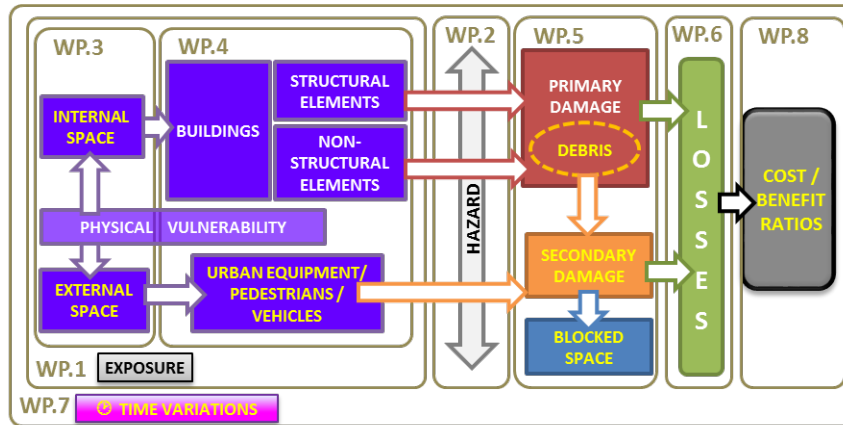 WP.3
WP.4
WP.2
WP.5
WP.6
WP.8
INTERNAL
SPACE
BUILDINGS
STRUCTURAL
ELEMENTS
NON-
STRUCTURAL
ELEMENTS
PHYSICAL VULNERABILITY
EXTERNAL
SPACE
URBAN EQUIPMENT/
PEDESTRIANS /
VEHICLES
HAZARD
PRIMARY
DAMAGE
DEBRIS
SECONDARY
DAMAGE
BLOCKED
SPACE
LOSSES
COST /
BENEFIT
RATIOS
WP.1
EXPOSURE
WP.7
TIME VARIATIONS